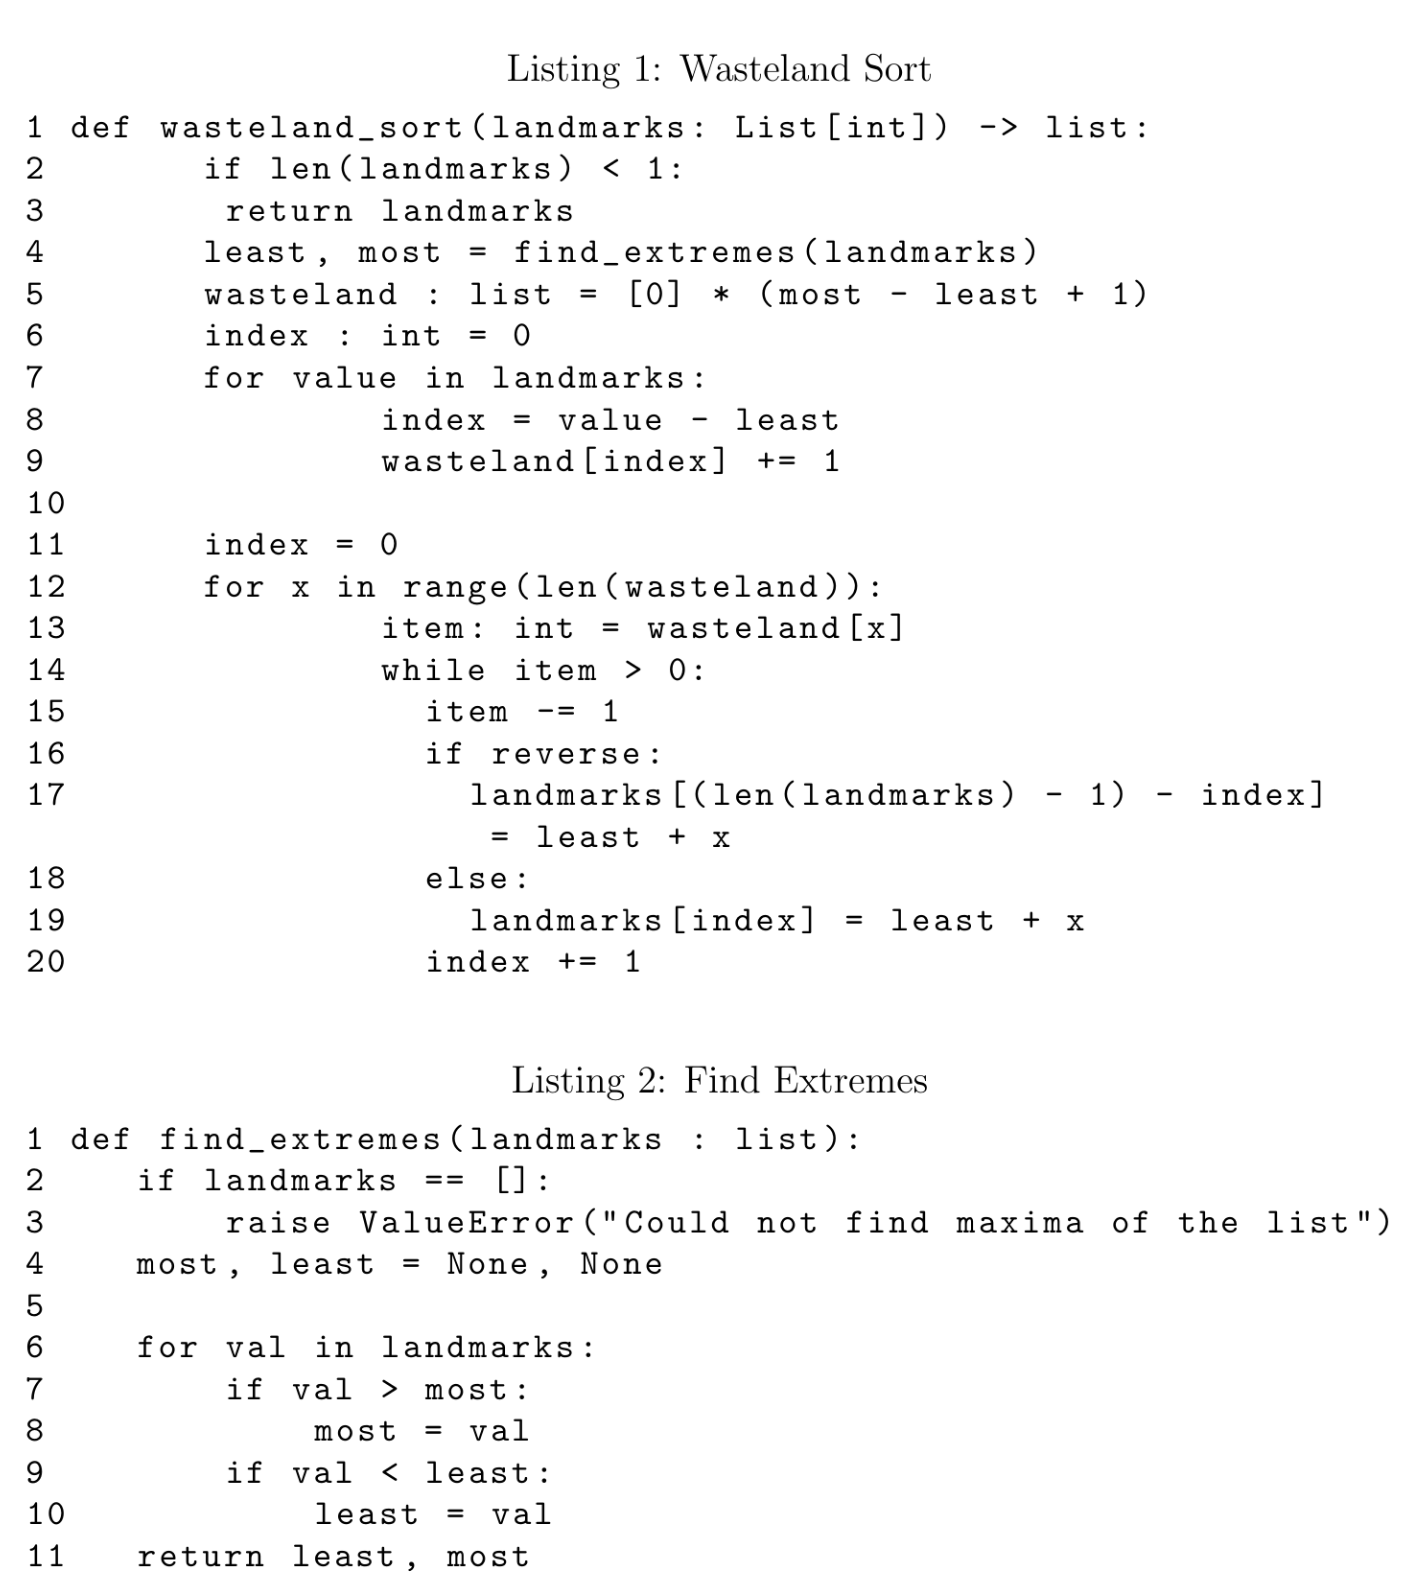 Listing 1: Wasteland Sort
1 def wasteland_sort(landmarks: List[int]) -> list:
2 if len(landmarks) < 1:
3 return landmarks
4 least, most = find_extremes(landmarks)
5 wasteland : list = [0] * (most - least + 1)
6 index : int = 0
7 for value in landmarks:
8 index = value - least
9 wasteland[index] += 1
10
11 index = 0
12 for x in range(len(wasteland)):
13 item: int = wasteland[x]
14 while item > 0:
15 item -= 1
16 if reverse:
17 landmarks[(len(landmarks) - 1) - index]
= least + x
18 else:
19 landmarks[index] = least + x
20 index += 1
Listing 2: Find Extremes
1 def find_extremes(landmarks : list):
2 if landmarks == []:
3 raise ValueError("Could not find maxima of the list")
4 most, least = None, None
5
6 for val in landmarks:
7 if val > most:
8 most = val
9 if val < least:
10 least = val
11 return least, most